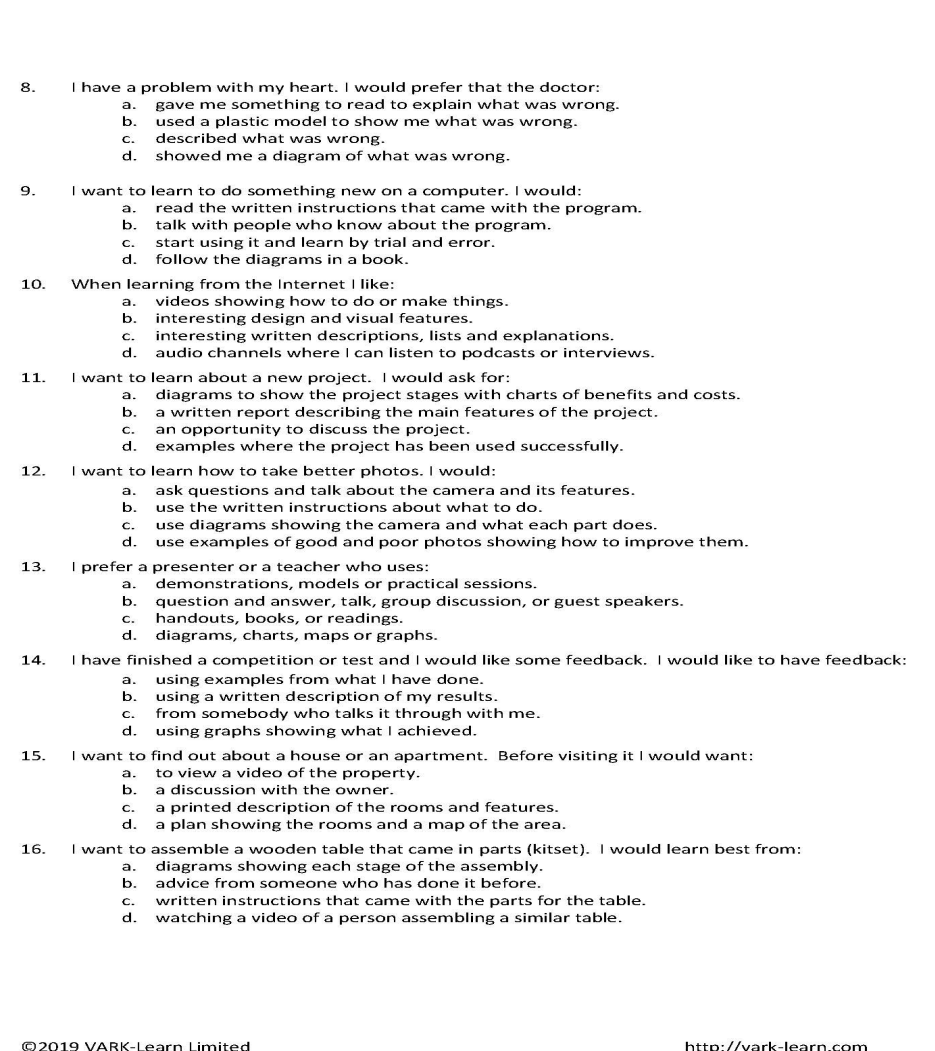 8. I have a problem with my heart. I would prefer that the doctor:
a. gave me something to read to explain what was wrong.
b. used a plastic model to show me what was wrong.
c. described what was wrong.
d. showed me a diagram of what was wrong.
9. I want to learn to do something new on a computer. I would:
a. read the written instructions that came with the program.
b. talk with people who know about the program.
c. start using it and learn by trial and error.
d. follow the diagrams in a book.
10. When learning from the Internet I like:
a. videos showing how to do or make things.
b. interesting design and visual features.
c. interesting written descriptions, lists and explanations.
d. audio channels where I can listen to podcasts or interviews.
11. I want to learn about a new project. I would ask for:
a. diagrams to show the project stages with charts of benefits and costs.
b. a written report describing the main features of the project.
c. an opportunity to discuss the project.
d. examples where the project has been used successfully.
12. I want to learn how to take better photos. I would:
a. ask questions and talk about the camera and its features.
b. use the written instructions about what to do.
c. use diagrams showing the camera and what each part does.
d. use examples of good and poor photos showing how to improve them.
13. I prefer a presenter or a teacher who uses:
a. demonstrations, models or practical sessions.
b. question and answer, talk, group discussion, or guest speakers.
c. handouts, books, or readings.
d. diagrams, charts, maps or graphs.
14. I have finished a competition or test and I would like some feedback. I would like to have feedback:
a. using examples from what I have done.
b. using a written description of my results.
c. from somebody who talks it through with me.
d. using graphs showing what I achieved.
15. I want to find out about a house or an apartment. Before visiting it I would want:
a. to view a video of the property.
b. a discussion with the owner.
c. a printed description of the rooms and features.
d. a plan showing the rooms and a map of the area.
16. I want to assemble a wooden table that came in parts (kitset). I would learn best from:
a. diagrams showing each stage of the assembly.
b. advice from someone who has done it before.
c. written instructions that came with the parts for the table.
d. watching a video of a person assembling a similar table.
©2019 VARK-Learn Limited http://vark-learn.com